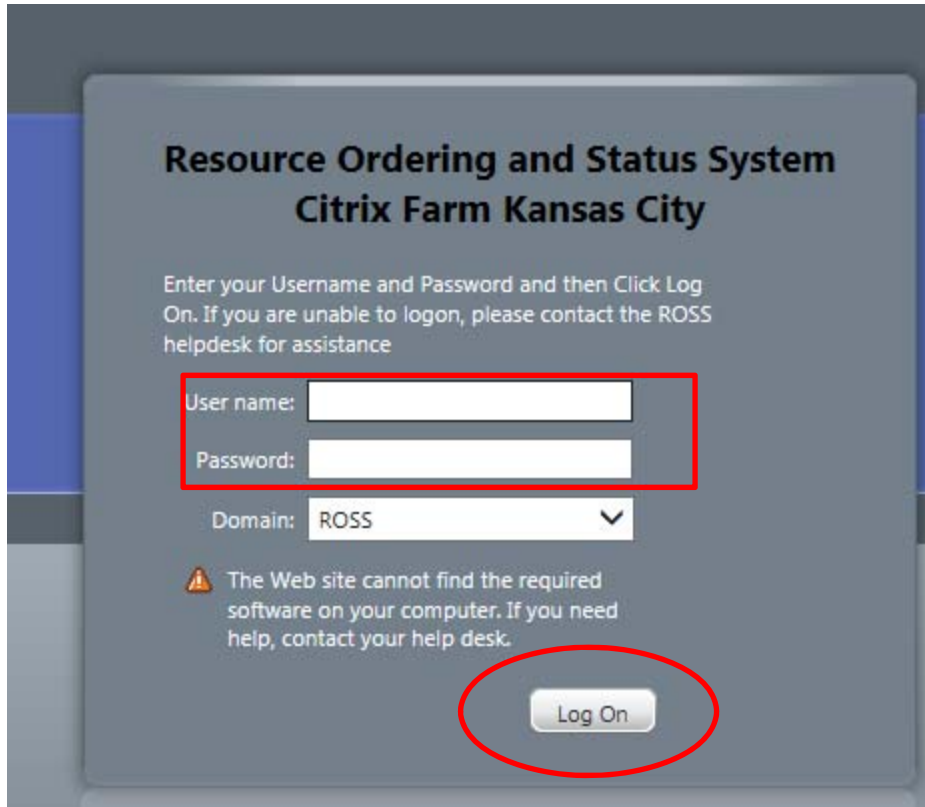 Resource Ordering and Status System
Citrix Farm Kansas City
Enter your Username and Password and then Click Log
On. If you are unable to logon, please contact the ROSS
helpdesk for assistance
User name:
Password:
Domain: ROSS
The Web site cannot find the required
software on your computer. If you need
help, contact your help desk.
Log On